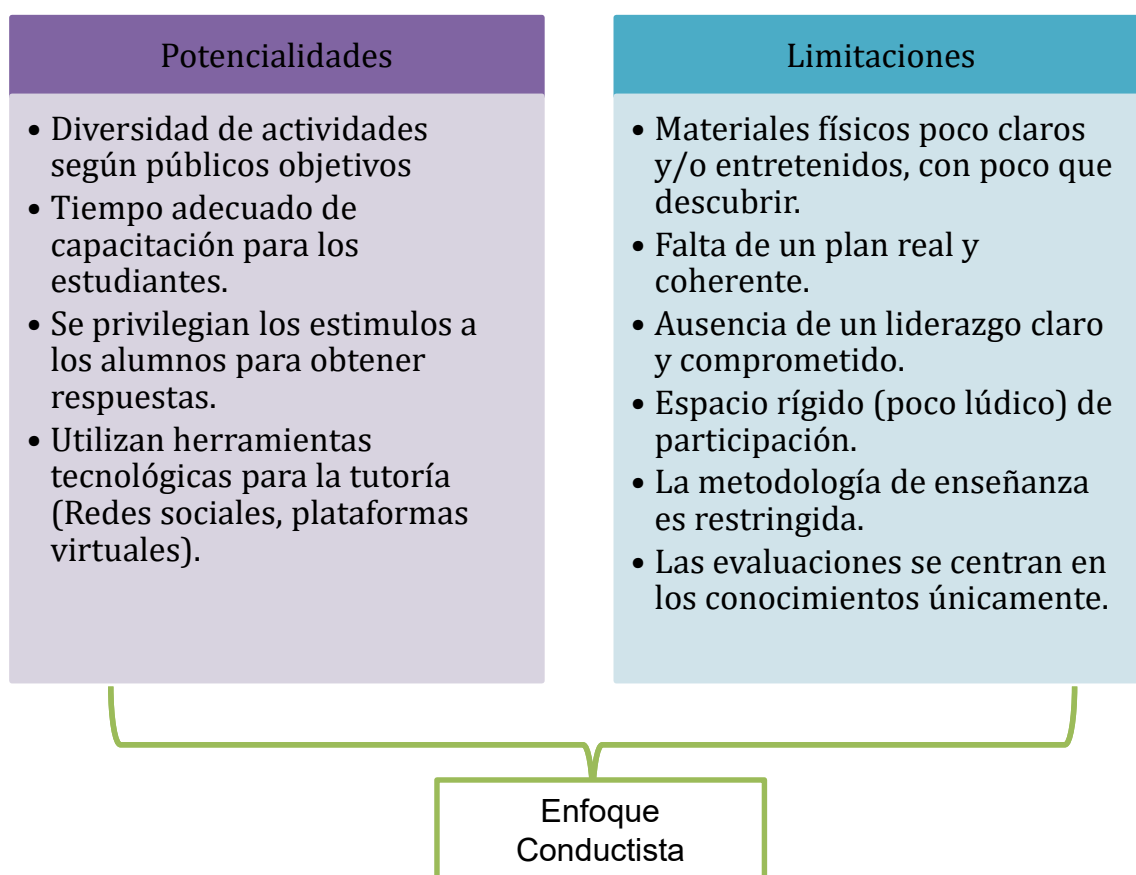 Potencialidades
• Diversidad de actividades
según públicos objetivos
• Tiempo adecuado de
capacitación para los
estudiantes.
• Se privilegian los estimulos a
los alumnos para obtener
respuestas.
• Utilizan herramientas
tecnológicas para la tutoría
(Redes sociales, plataformas
virtuales).
Limitaciones
• Materiales físicos poco claros
y/o entretenidos, con poco que
descubrir.
• Falta de un plan real y
coherente.
• Ausencia de un liderazgo claro
y comprometido.
• Espacio rígido (poco lúdico) de
participación.
• La metodología de enseñanza
es restringida.
• Las evaluaciones se centran en
los conocimientos únicamente.
Enfoque
Conductista